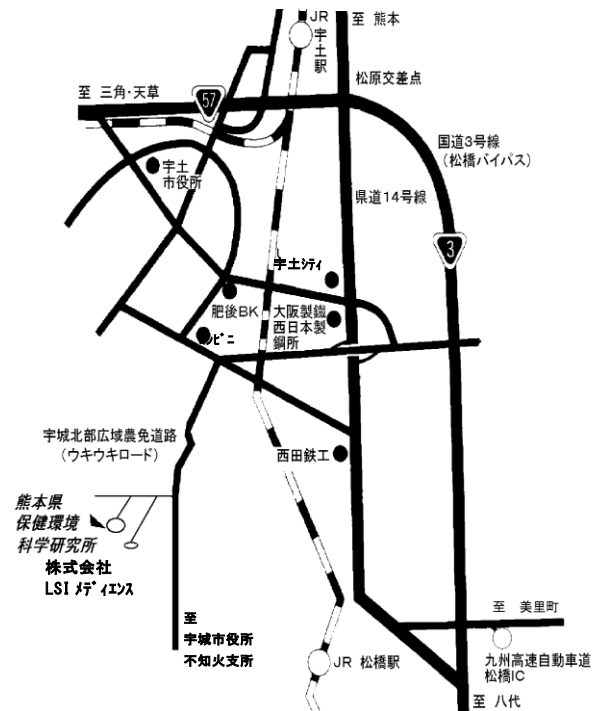 JR
宇土駅
至 熊本
松原交差点
至 三角・天草
57
国道3号線
(松橋バイパス)
宇土
市役所
県道14号線
3
宇土シティ
肥後BK
大阪製鐵
西日本製
鋼所
コンビニ
宇城北部広域農免道路
(ウキウキロード)
西田鉄工
熊本県
保健環境
科学研究所
株式会社
LSI メディエンス
至
宇城市役所
不知火支所
至 美里町
JR 松橋駅
九州高速自動車道
松橋IC
至 八代